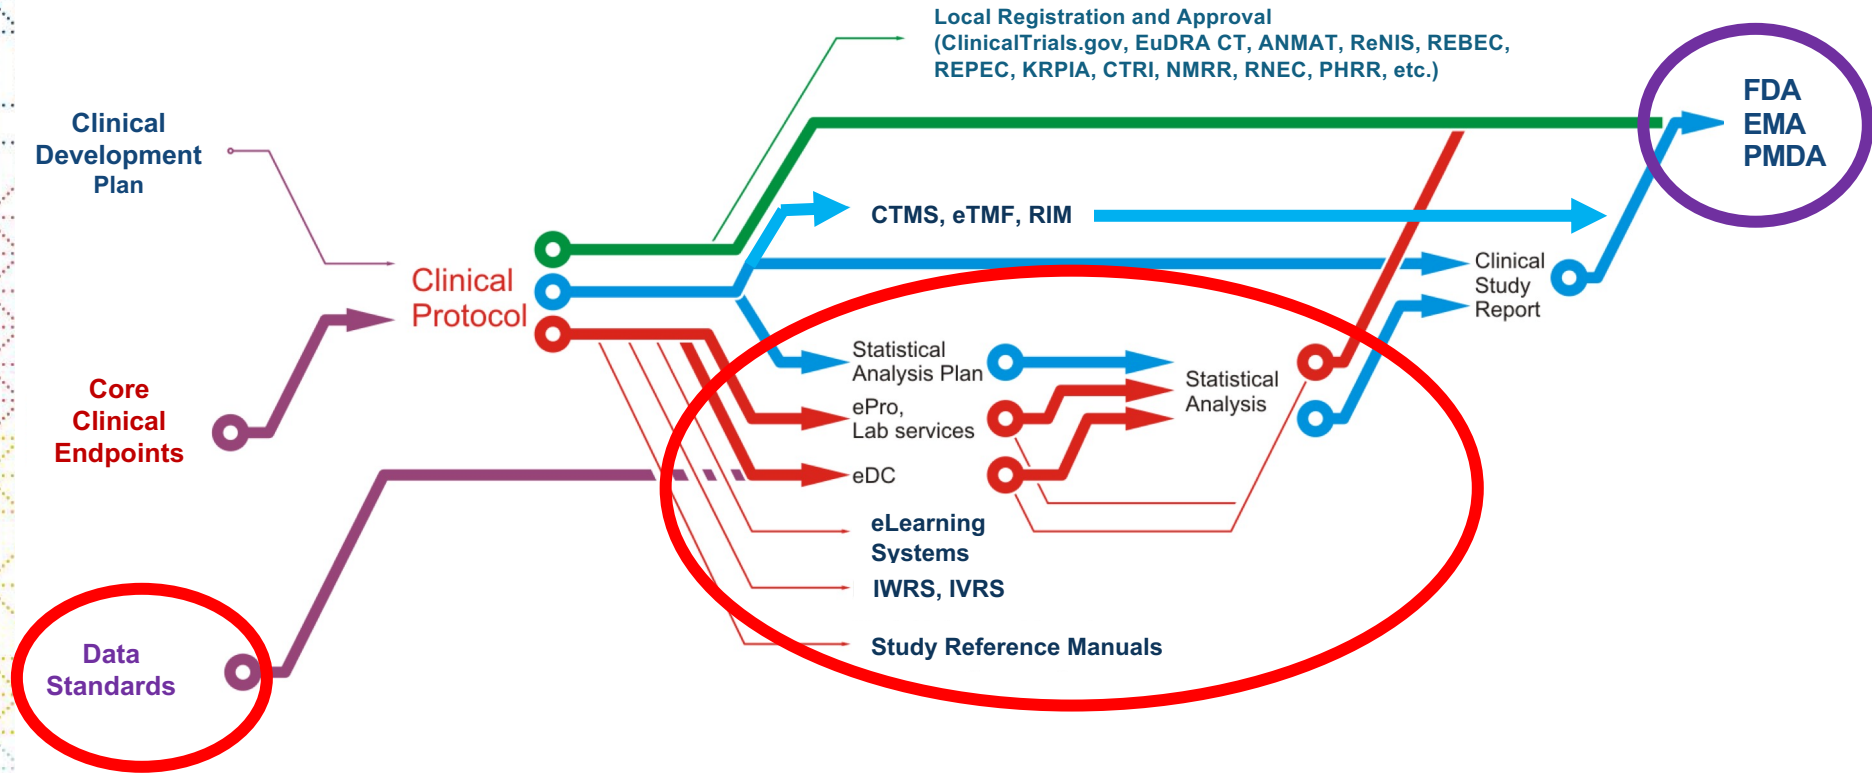 Local Registration and Approval
(ClinicalTrials.gov, EuDRA CT, ANMAT, ReNIS, REBEC,
REPEC, KRPIA, CTRI, NMRR, RNEC, PHRR, etc.)
FDA
EMA
PMDA
Clinical
Development
Plan
CTMS, eTMF, RIM
Clinical
Protocol
Clinical
Study
Report
Core
Clinical
Endpoints
Statistical
Analysis Plan
ePro,
Lab services
eDC
Statistical
Analysis
eLearning
Systems
IWRS, IVRS
Study Reference Manuals
Data
Standards